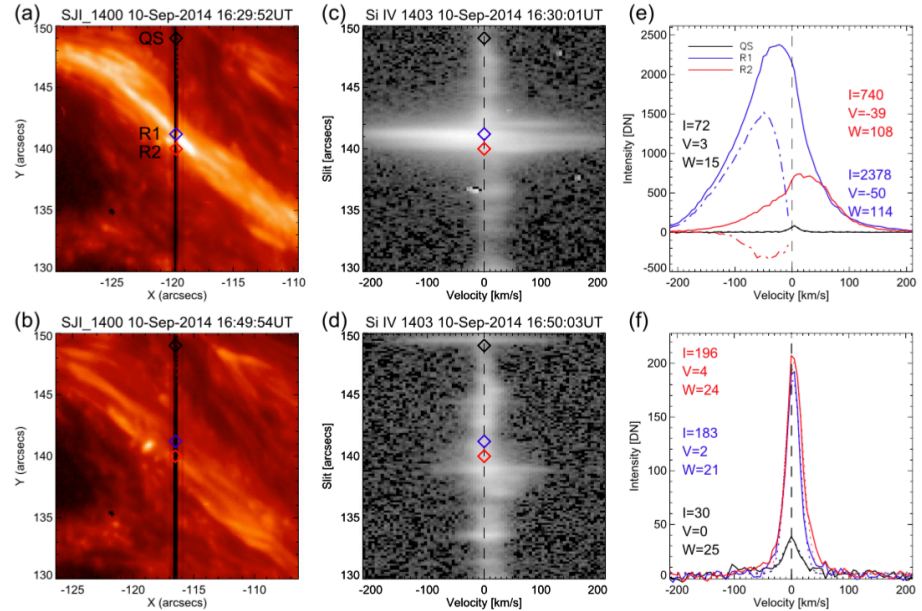 (a) SJI_1400 10-Sep-2014 16:29:52UT
150
145
140
135
130
Y (arcsecs)
QS
R1
R2
-125 -120 -115 -110
X (arcsecs)
(c) Si IV 1403 10-Sep-2014 16:30:01UT
150
145
140
135
130
Slit [arcsecs]
-200 -100 0 100 200
Velocity [km/s]
(e)
2500
2000
1500
1000
500
0
-500
Intensity [DN]
QS
R1
R2
I=72
V=3
W=15
I=740
V=-39
W=108
I=2378
V=-50
W=114
-200 -100 0 100 200
Velocity [km/s]
(b) SJI_1400 10-Sep-2014 16:49:54UT
150
145
140
135
130
Y (arcsecs)
-125 -120 -115 -110
X (arcsecs)
(d) Si IV 1403 10-Sep-2014 16:50:03UT
150
145
140
135
130
Slit [arcsecs]
-200 -100 0 100 200
Velocity [km/s]
(f)
200
150
100
50
0
Intensity [DN]
I=196
V=4
W=24
I=183
V=2
W=21
I=30
V=0
W=25
-200 -100 0 100 200
Velocity [km/s]